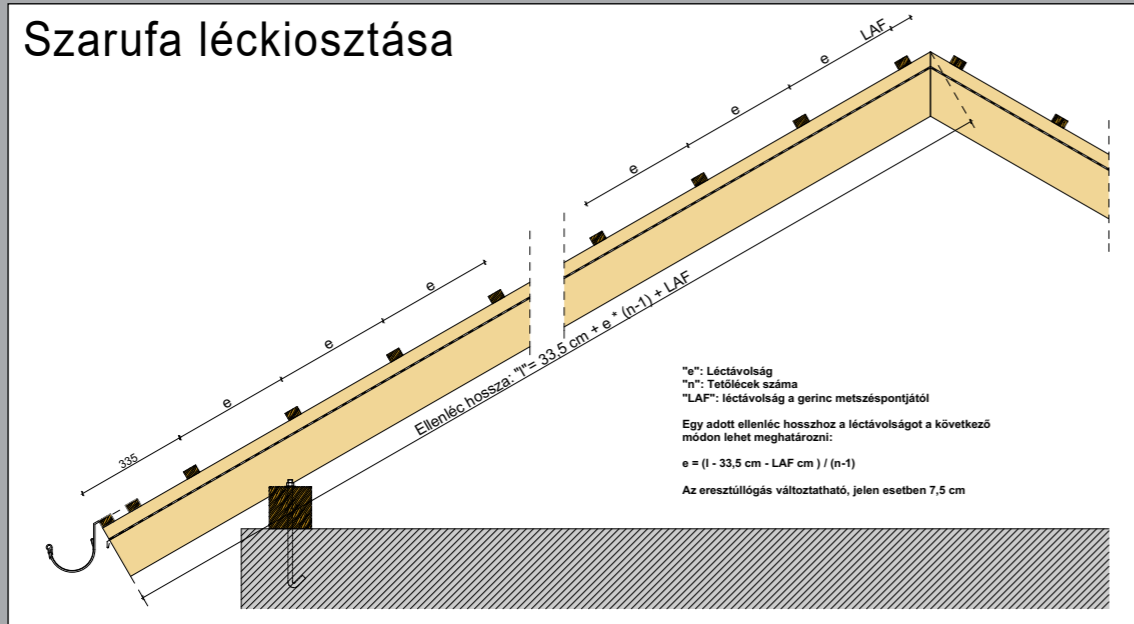 Szarufa léckiosztása
LAF
e
e
e
e
e
e
335
Ellenléc hossza: "l"= 33,5 cm + e * (n-1) + LAF
"e": Léctávolság
"n": Tetőlécek száma
"LAF": léctávolság a gerinc metszéspontjától
Egy adott ellenléc hosszhoz a léctávolságot a következő
módon lehet meghatározni:
e = (l - 33,5 cm - LAF cm ) / (n-1)
Az eresztúllógás változtatható, jelen esetben 7,5 cm